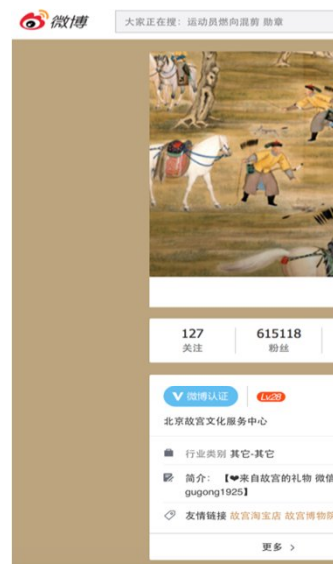 微博
大家正在搜：运动员燃向混剪 勋章
127
615118
关注
粉丝
微博认证
Lv.28
北京故宫文化服务中心
行业类别 其它-其它
简介： 【❤来自故宫的礼物 微信
gugong1925】
友情链接 故宫淘宝店 故宫博物院
更多 >